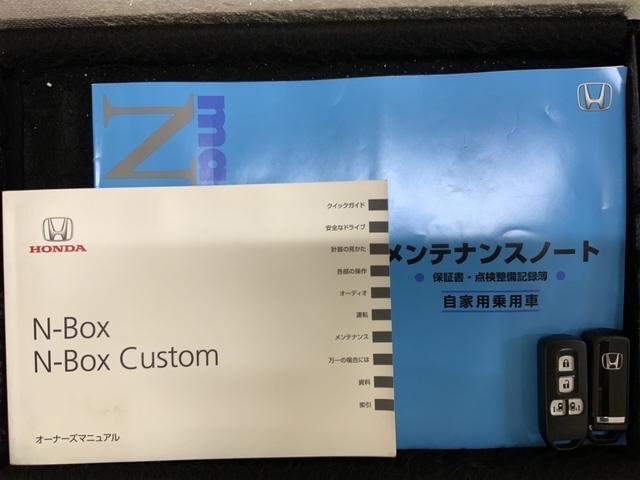 N ma
メンテナンスノート
保証書・点検整備記録簿
自家用乗用車
HONDA
N-Box
N-Box Custom
オーナーズマニュアル
クイックガイド
安全なドライブ
計器の見かた
各部の操作
オーディオ
運転
メンテナンス
万一の場合には
資料
索引